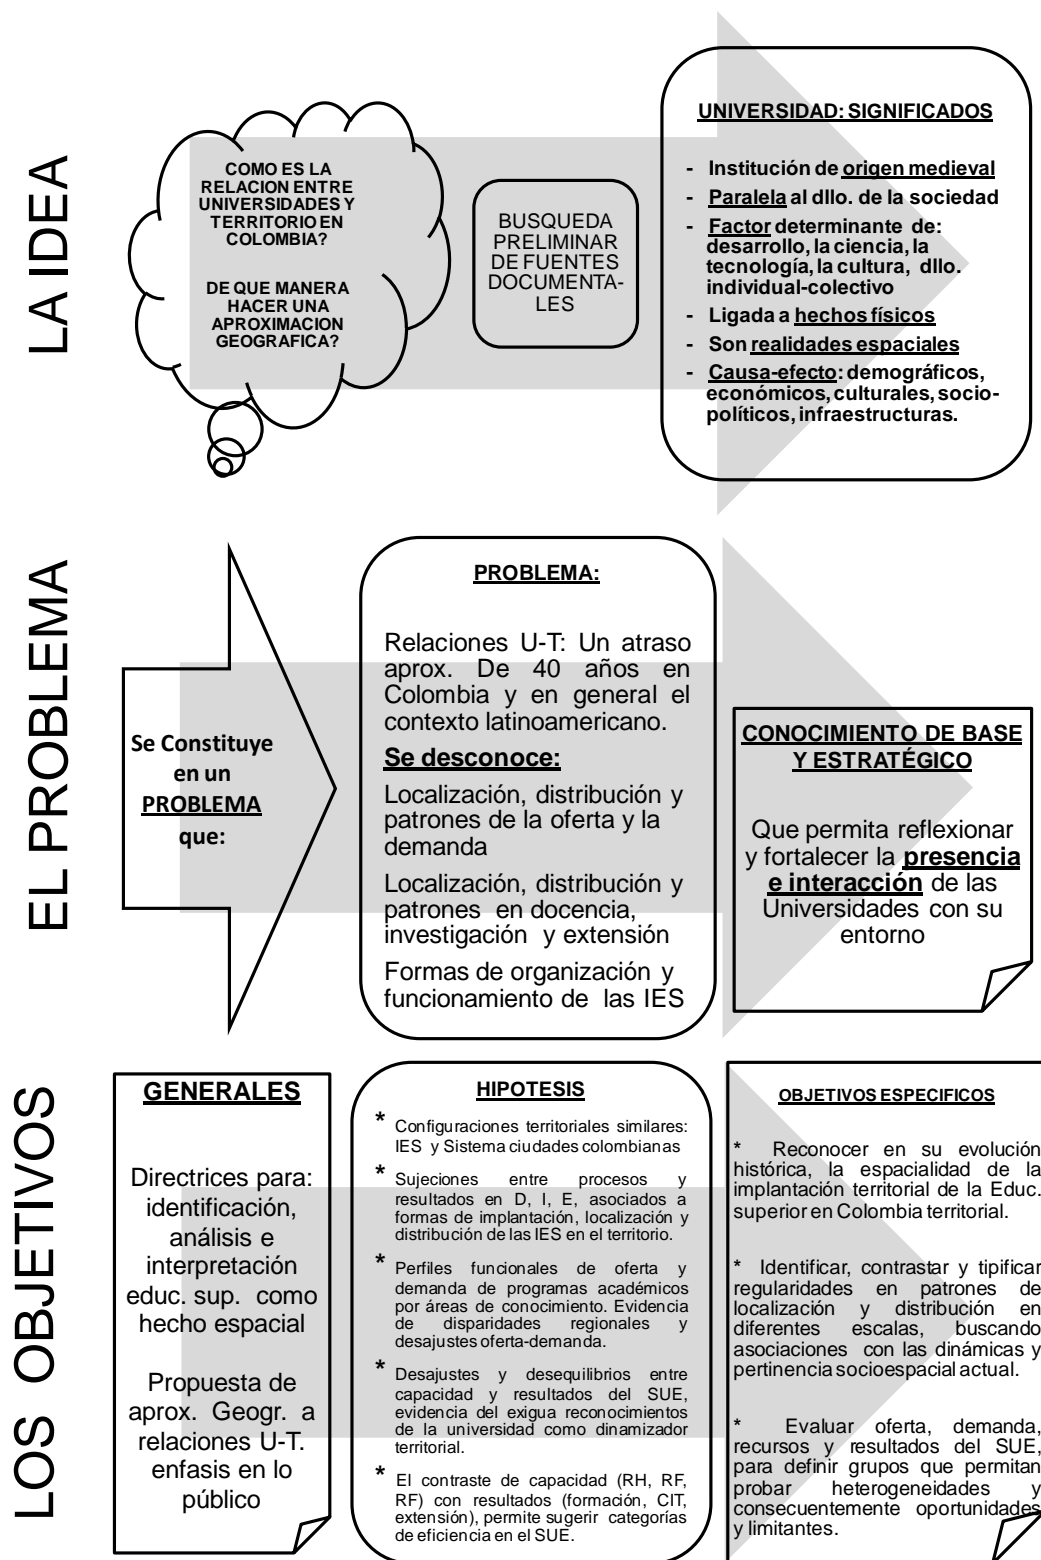 LA IDEA
COMO ES LA
RELACION ENTRE
UNIVERSIDADES Y
TERRITORIO EN
COLOMBIA?
DE QUE MANERA
HACER UNA
APROXIMACION
GEOGRAFICA?
BUSQUEDA
PRELIMINAR
DE FUENTES
DOCUMENTA-
LES
UNIVERSIDAD: SIGNIFICADOS
- Institución de origen medieval
- Paralela al dllo. de la sociedad
- Factor determinante de:
desarrollo, la ciencia, la
tecnología, la cultura, dllo.
individual-colectivo
- Ligada a hechos físicos
- Son realidades espaciales
- Causa-efecto: demográficos,
económicos, culturales, socio-
políticos, infraestructuras.
EL PROBLEMA
Se Constituye
en un
PROBLEMA
que:
PROBLEMA:
Relaciones U-T: Un atraso
aprox. De 40 años en
Colombia y en general el
contexto latinoamericano.
Se desconoce:
Localización, distribución y
patrones de la oferta y la
demanda
Localización, distribución y
patrones en docencia,
investigación y extensión
Formas de organización y
funcionamiento de las IES
CONOCIMIENTO DE BASE
Y ESTRATÉGICO
Que permita reflexionar
y fortalecer la presencia
e interacción de las
Universidades con su
entorno
LOS OBJETIVOS
GENERALES
Directrices para:
identificación,
análisis e
interpretación
educ. sup. como
hecho espacial
Propuesta de
aprox. Geogr. a
relaciones U-T.
enfasis en lo
público
HIPOTESIS
* Configuraciones territoriales similares:
IES y Sistema ciudades colombianas
* Sujeciones entre procesos y
resultados en D, I, E, asociados a
formas de implantación, localización y
distribución de las IES en el territorio.
* Perfiles funcionales de oferta y
demanda de programas académicos
por áreas de conocimiento. Evidencia
de disparidades regionales y
desajustes oferta-demanda.
* Desajustes y desequilibrios entre
capacidad y resultados del SUE,
evidencia del exigua reconocimientos
de la universidad como dinamizador
territorial.
* El contraste de capacidad (RH, RF,
RF) con resultados (formación, CIT,
extensión), permite sugerir categorías
de eficiencia en el SUE.
OBJETIVOS ESPECIFICOS
* Reconocer en su evolución
histórica, la espacialidad de la
implantación territorial de la Educ.
superior en Colombia territorial.
* Identificar, contrastar y tipificar
regularidades en patrones de
localización y distribución en
diferentes escalas, buscando
asociaciones con las dinámicas y
pertinencia socioespacial actual.
* Evaluar oferta, demanda,
recursos y resultados del SUE,
para definir grupos que permitan
probar heterogeneidades y
consecuentemente oportunidades
y limitantes.